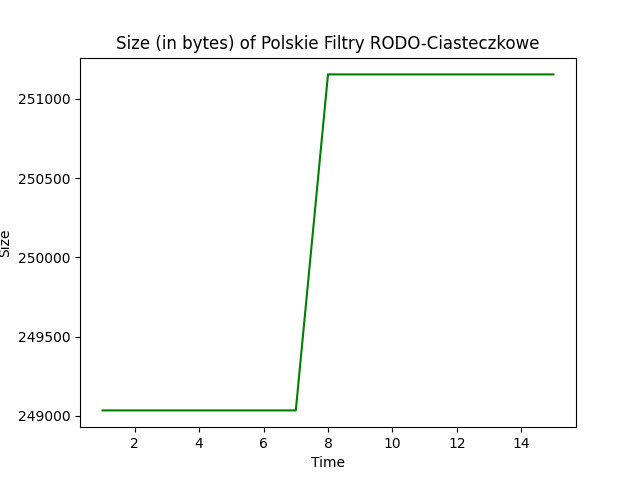 Size (in bytes) of Polskie Filtry RODO-Ciasteczkowe
251000
250500
250000
249500
249000
Size
2 4 6 8 10 12 14
Time